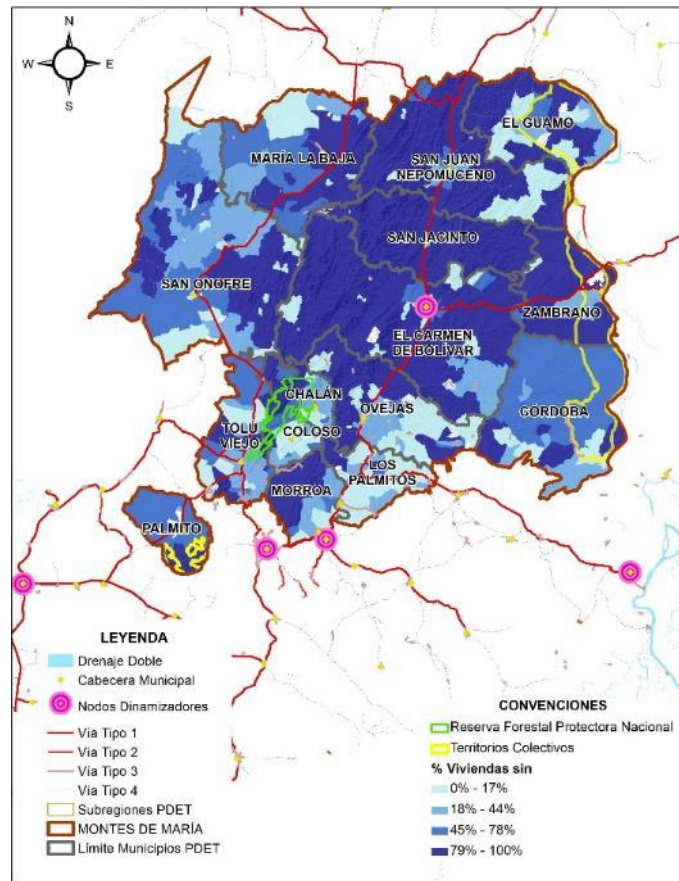 N
W E
S
EL GUAMO
MARÍA LA BAJA
SAN JUAN
NEPOMUCENO
SAN JACINTO
SAN ONOFRE
ZAMBRANO
EL CARMEN
DE BOLÍVAR
CHALÁN
OVEJAS
CÓRDOBA
TOLÚ
VIEJO
COLOSO
LOS
PALMITOS
MORROA
PALMITO
LEYENDA
Drenaje Doble
Cabecera Municipal
Nodos Dinamizadores
Vía Tipo 1
Vía Tipo 2
Vía Tipo 3
Vía Tipo 4
Subregiones PDET
MONTES DE MARÍA
Límite Municipios PDET
CONVENCIONES
Reserva Forestal Protectora Nacional
Territorios Colectivos
% Viviendas sin
0% - 17%
18% - 44%
45% - 78%
79% - 100%